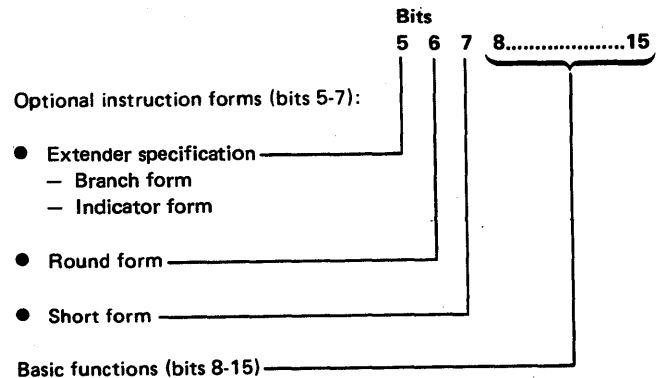 Bits
5 6 7 8.....................15
Optional instruction forms (bits 5-7):
● Extender specification
— Branch form
— Indicator form
● Round form
● Short form
Basic functions (bits 8-15)